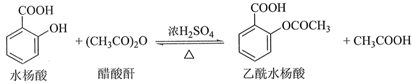 COOH
OH
+(CH₃CO)₂O
浓H₂SO₄
△
COOH
OCOCH₃
+ CH₃COOH
水杨酸
醋酸酐
乙酰水杨酸